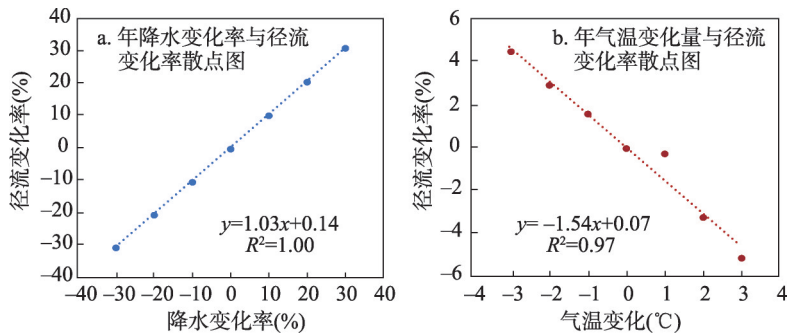 a. 年降水变化率与径流
变化率散点图
径流变化率(%)
40
30
20
10
0
−10
−20
−30
−40
y=1.03x+0.14
R²=1.00
−40 −30 −20 −10 0 10 20 30 40
降水变化率(%)
b. 年气温变化量与径流
变化率散点图
径流变化率(%)
6
4
2
0
−2
−4
−6
y= −1.54x+0.07
R²=0.97
−4 −3 −2 −1 0 1 2 3 4
气温变化(℃)